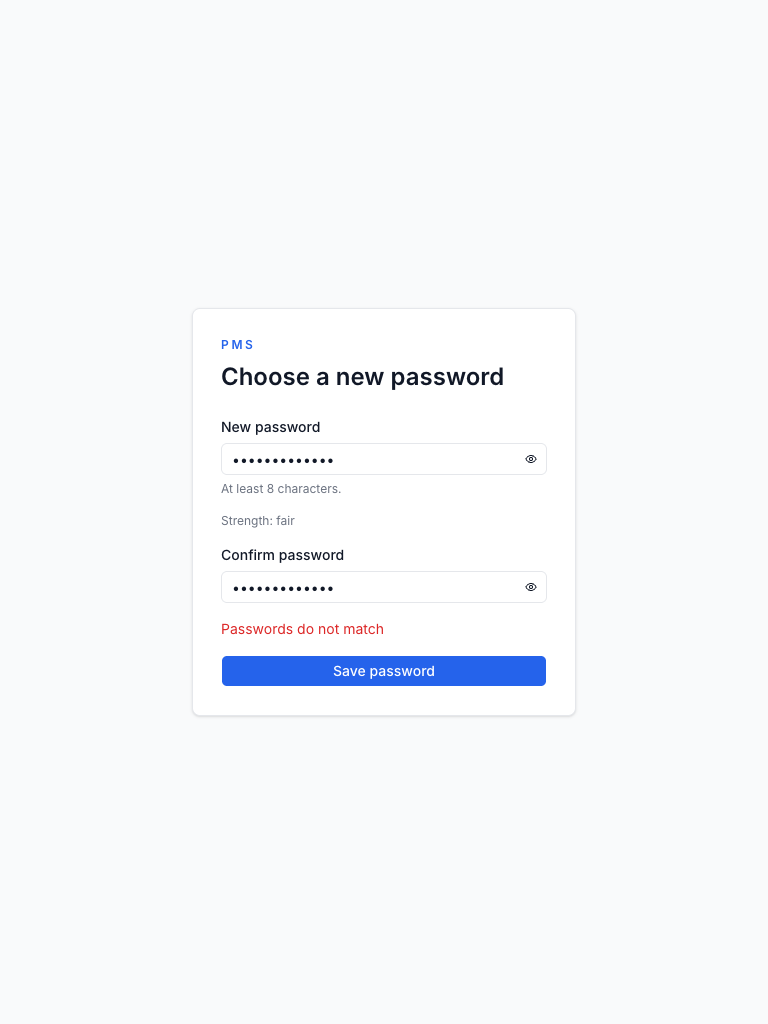 PMS
Choose a new password
New password
•••••••••••••
At least 8 characters.
Strength: fair
Confirm password
•••••••••••••
Passwords do not match
Save password